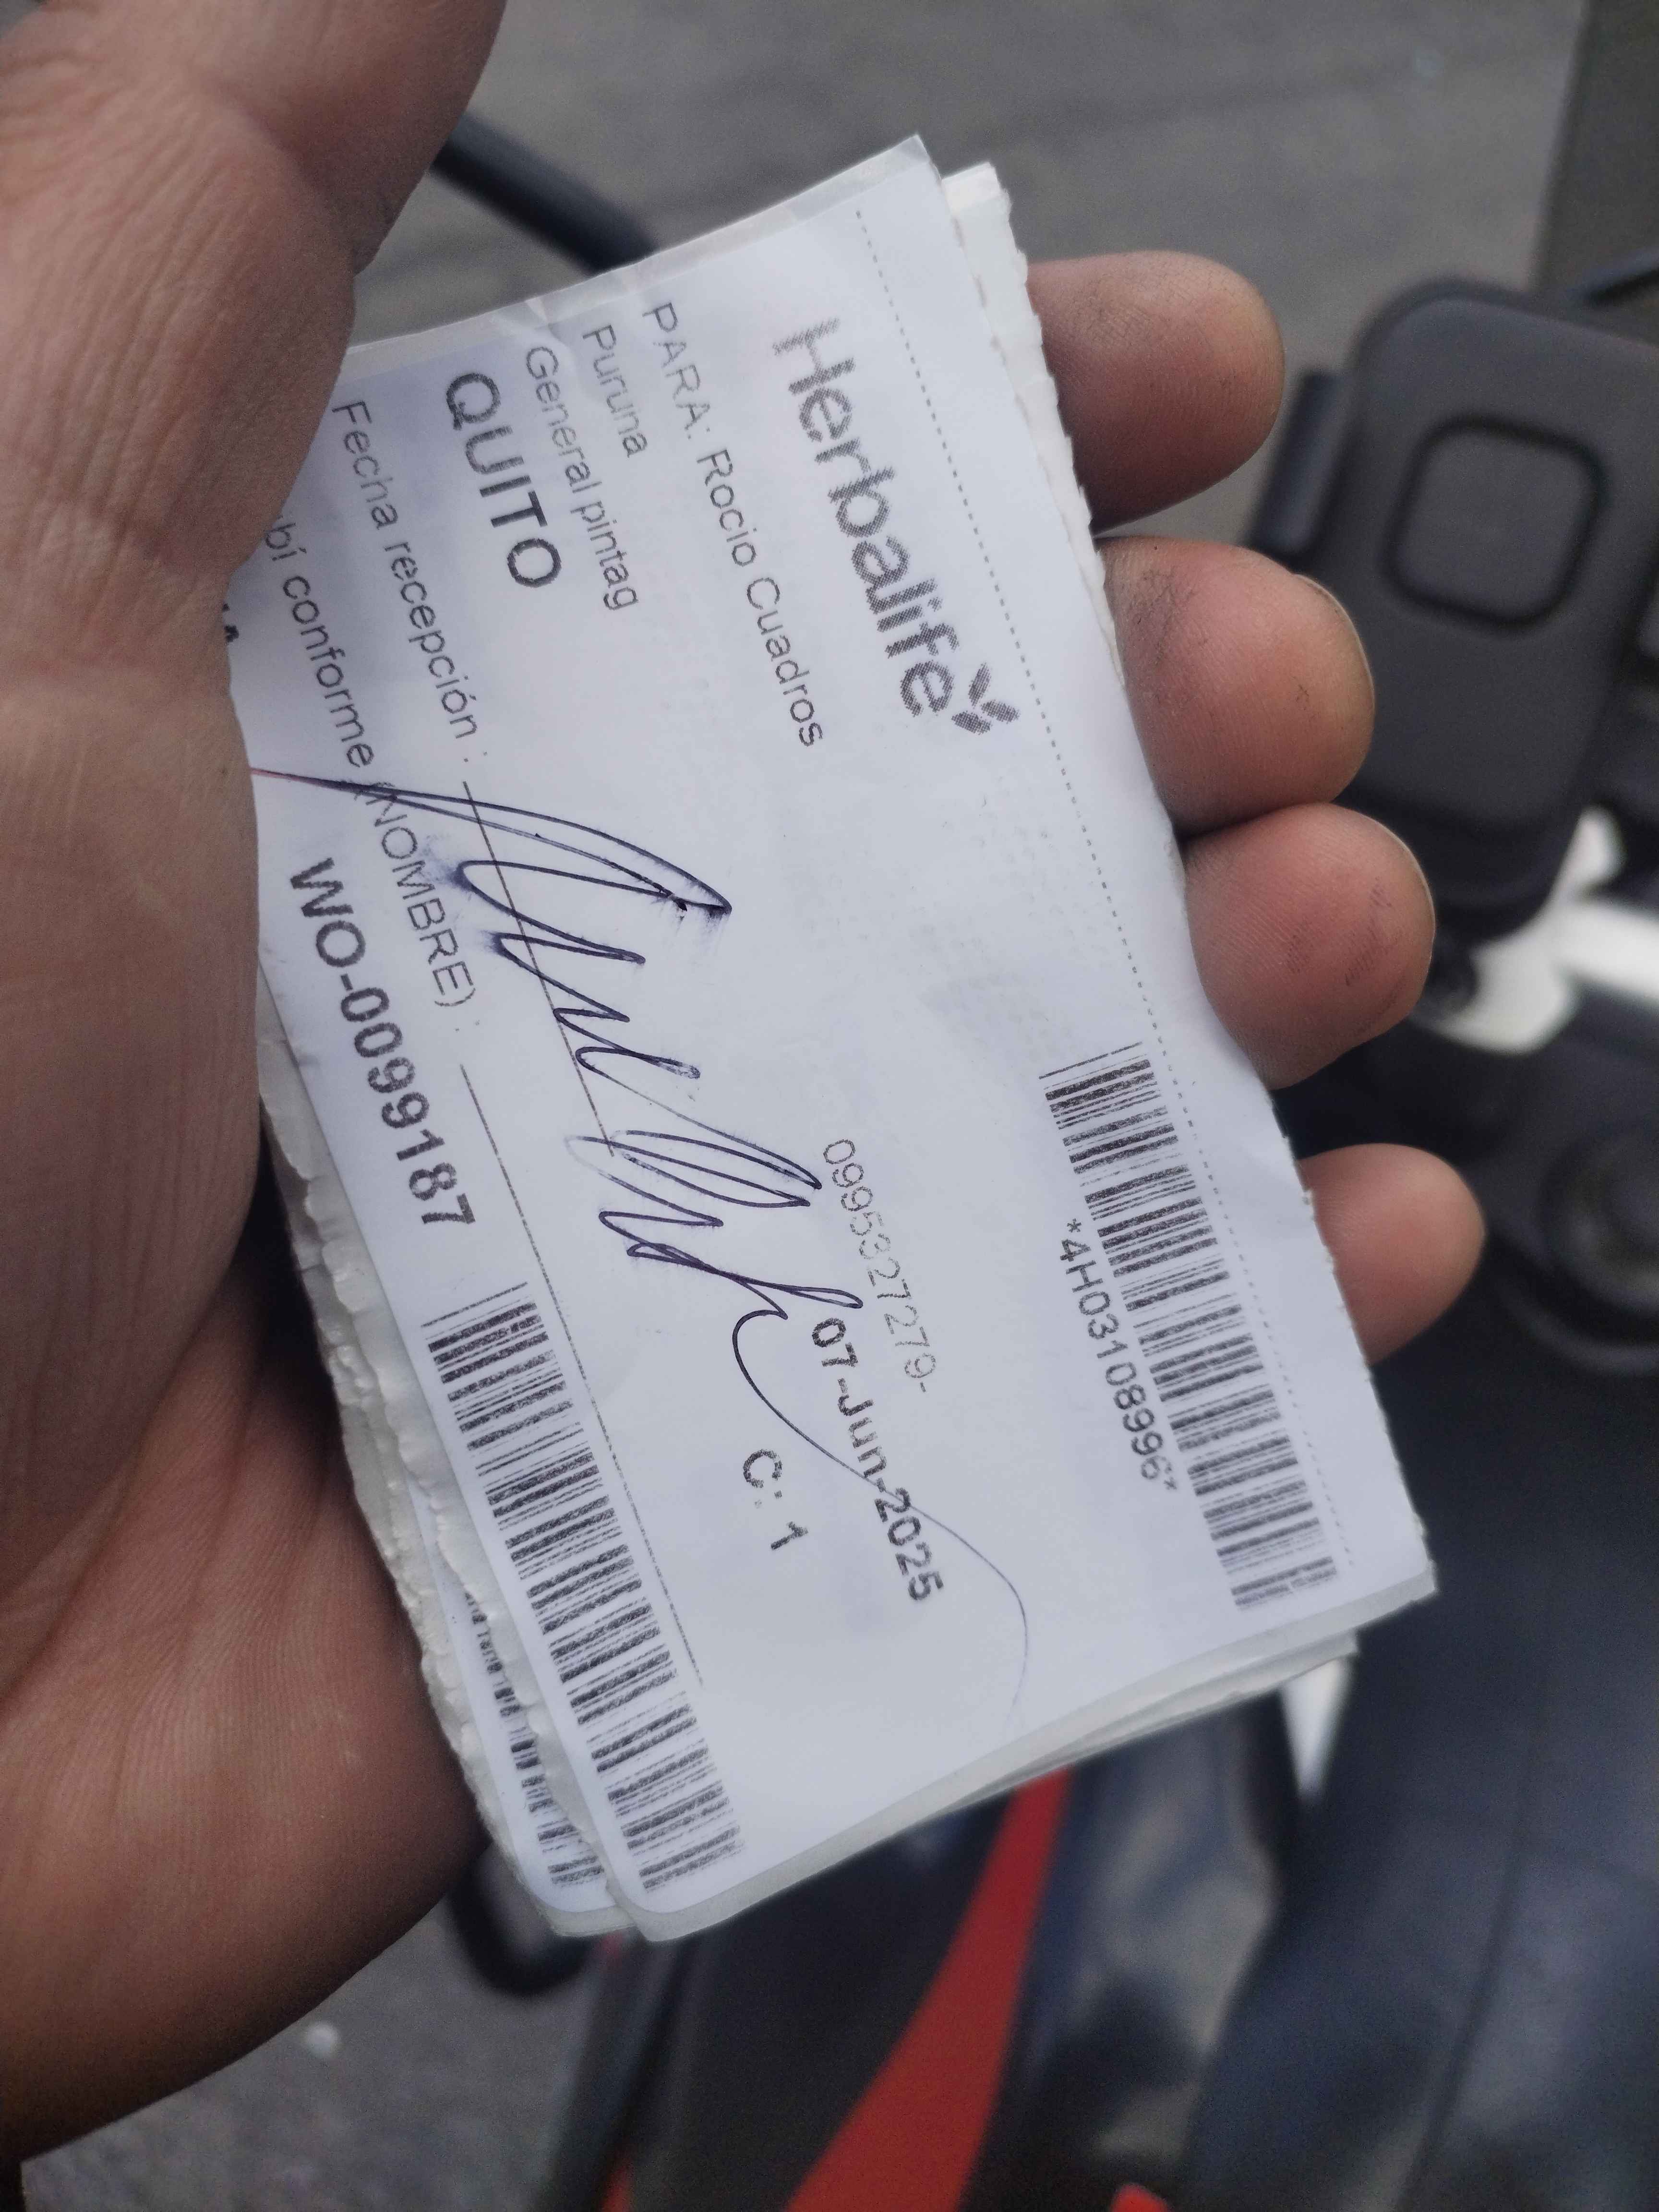 Herbalife
*4H03108996*
PARA: Rocio Cuadros
0995327279-
Puruna
General pintag
07-Jun-2025
QUITO
C: 1
Fecha recepción :
bí conforme (NOMBRE) :
WO-0099187